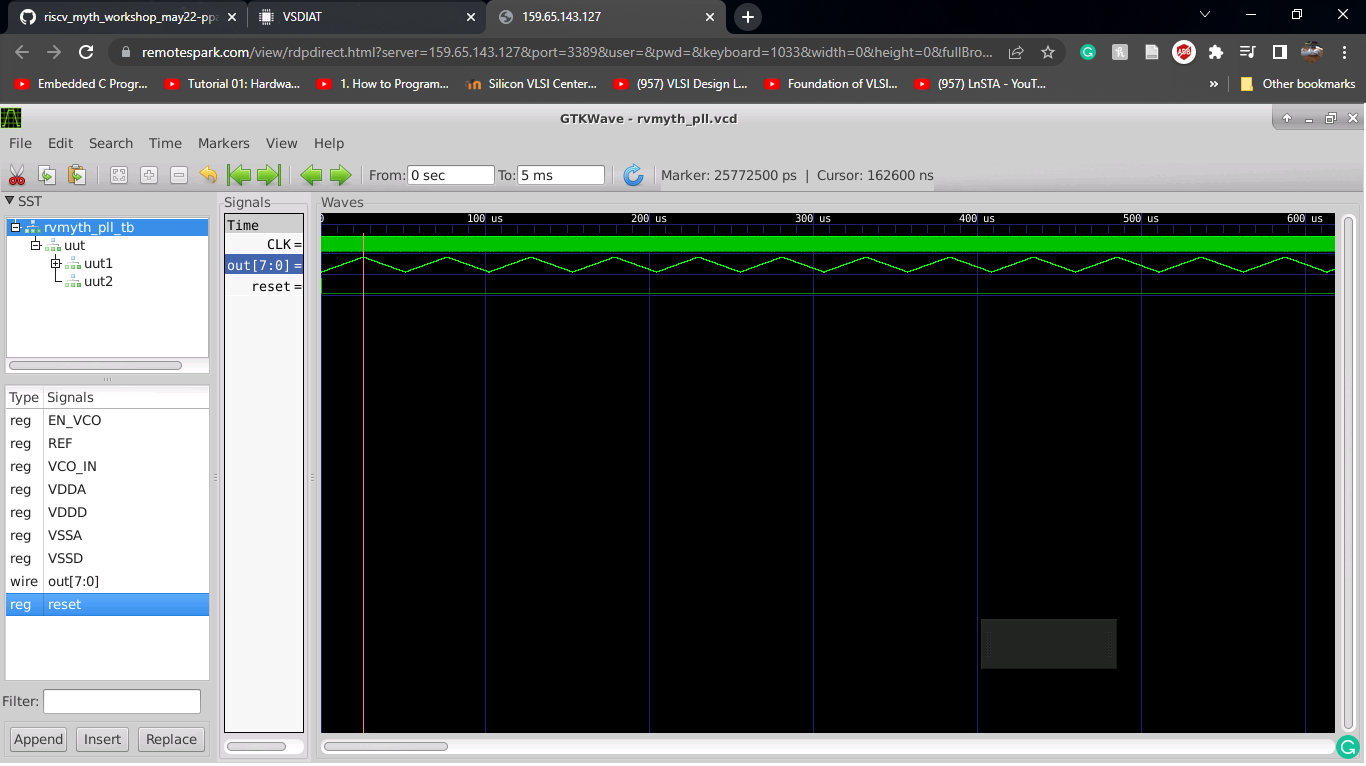 riscv_myth_workshop_may22-ppa
VSDIAT
159.65.143.127
remotespark.com/view/rdpdirect.html?server=159.65.143.127&port=3389&user=&pwd=&keyboard=1033&width=0&height=0&fullBro...
Embedded C Progr...
Tutorial 01: Hardwa...
1. How to Program...
Silicon VLSI Center...
(957) VLSI Design L...
Foundation of VLSI...
(957) LnSTA - YouT...
»
Other bookmarks
GTKWave - rvmyth_pll.vcd
File Edit Search Time Markers View Help
From: 0 sec To: 5 ms Marker: 25772500 ps | Cursor: 162600 ns
SST
rvmyth_pll_tb
uut
uut1
uut2
Type Signals
reg EN_VCO
reg REF
reg VCO_IN
reg VDDA
reg VDDD
reg VSSA
reg VSSD
wire out[7:0]
reg reset
Filter:
Append Insert Replace
Signals
Time
CLK =
out[7:0] =
reset =
Waves
0 100 us 200 us 300 us 400 us 500 us 600 us